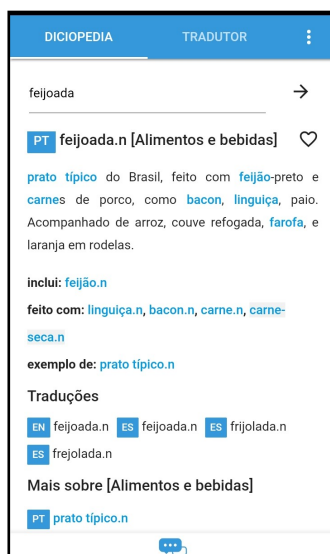 DICIOPEDIA TRADUTOR
feijoada
PT feijoada.n [Alimentos e bebidas]
prato típico do Brasil, feito com feijão-preto e
carnes de porco, como bacon, linguiça, paio.
Acompanhado de arroz, couve refogada, farofa, e
laranja em rodelas.
inclui: feijão.n
feito com: linguiça.n, bacon.n, carne.n, carne-
seca.n
exemplo de: prato típico.n
Traduções
EN feijoada.n ES feijoada.n ES frijolada.n
ES frejolada.n
Mais sobre [Alimentos e bebidas]
PT prato típico.n